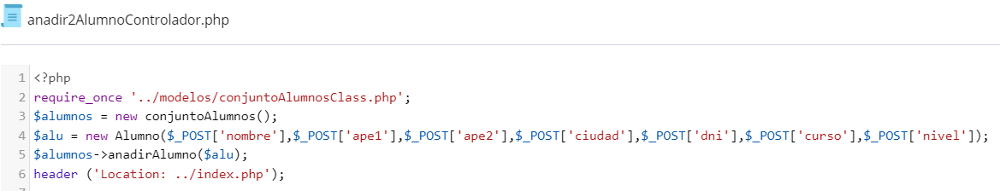 anadir2AlumnoControlador.php
1 <?php
2 require_once '../modelos/conjuntoAlumnosClass.php';
3 $alumnos = new conjuntoAlumnos();
4 $alu = new Alumno($_POST['nombre'],$_POST['ape1'],$_POST['ape2'],$_POST['ciudad'],$_POST['dni'],$_POST['curso'],$_POST['nivel']);
5 $alumnos->anadirAlumno($alu);
6 header ('Location: ../index.php');
7